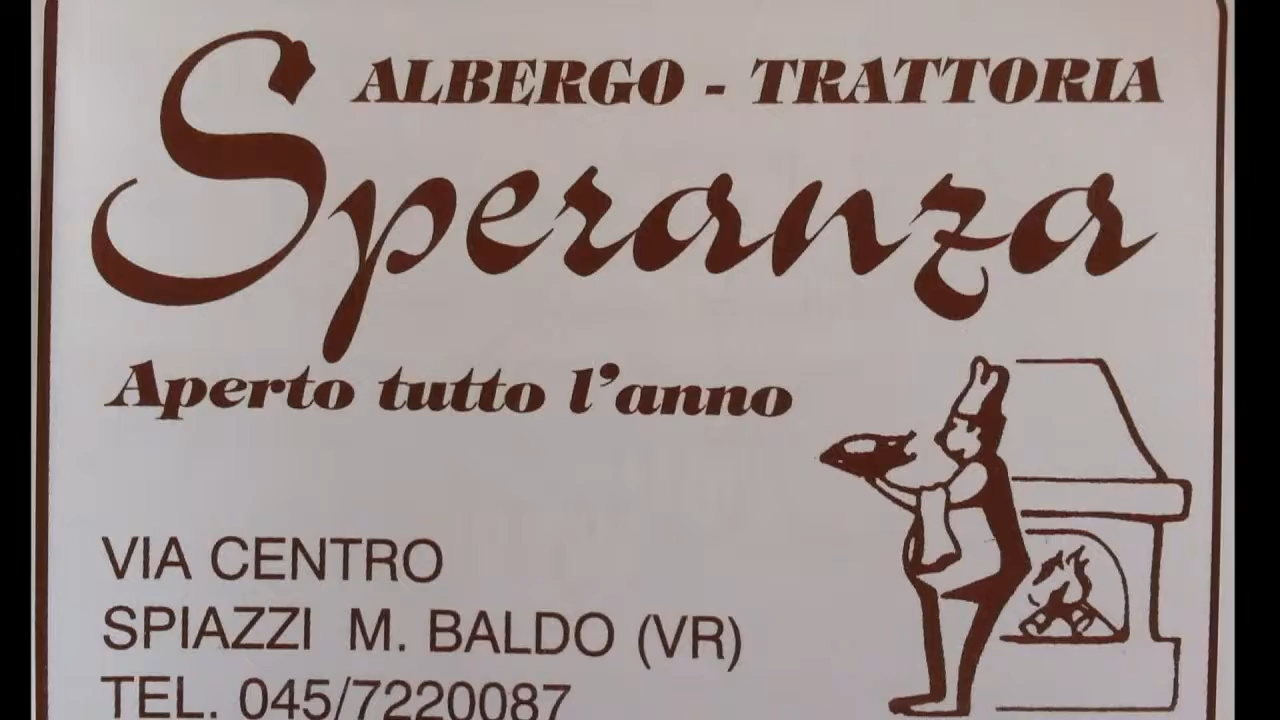 ALBERGO - TRATTORIA
Speranza
Aperto tutto l'anno
VIA CENTRO
SPIAZZI M. BALDO (VR)
TEL. 045/7220087